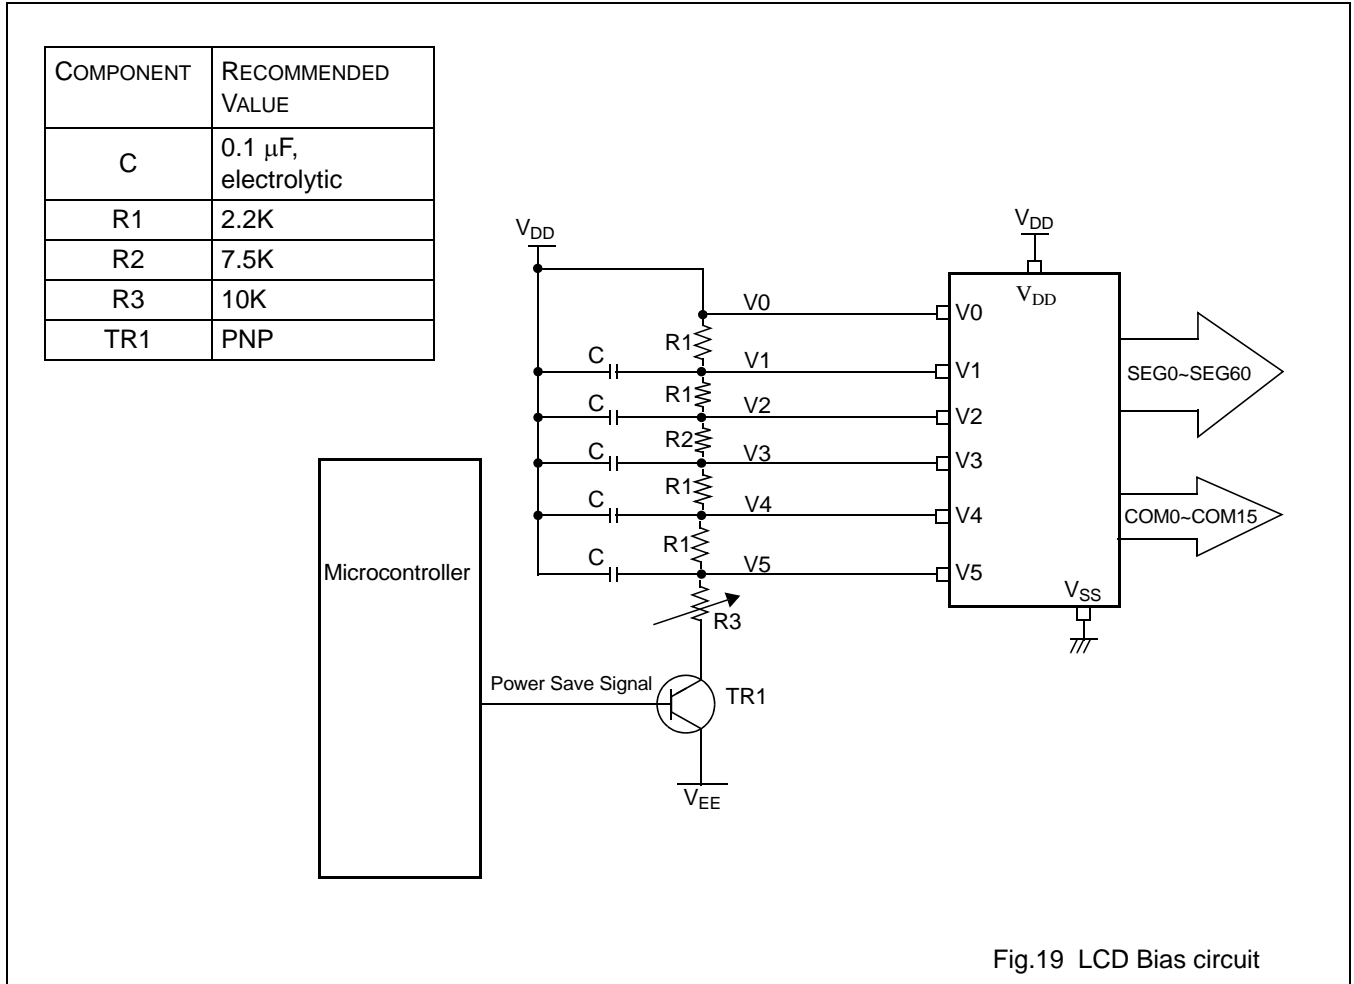 COMPONENT RECOMMENDED VALUE
C 0.1 μF, electrolytic
R1 2.2K
R2 7.5K
R3 10K
TR1 PNP
VDD
VDD
VDD
V0
V0
R1
C
V1
V1
SEG0~SEG60
R1
C
V2
V2
R2
C
V3
V3
R1
C
V4
V4
COM0~COM15
R1
C
V5
V5
Microcontroller
VSS
R3
Power Save Signal
TR1
VEE
Fig.19 LCD Bias circuit